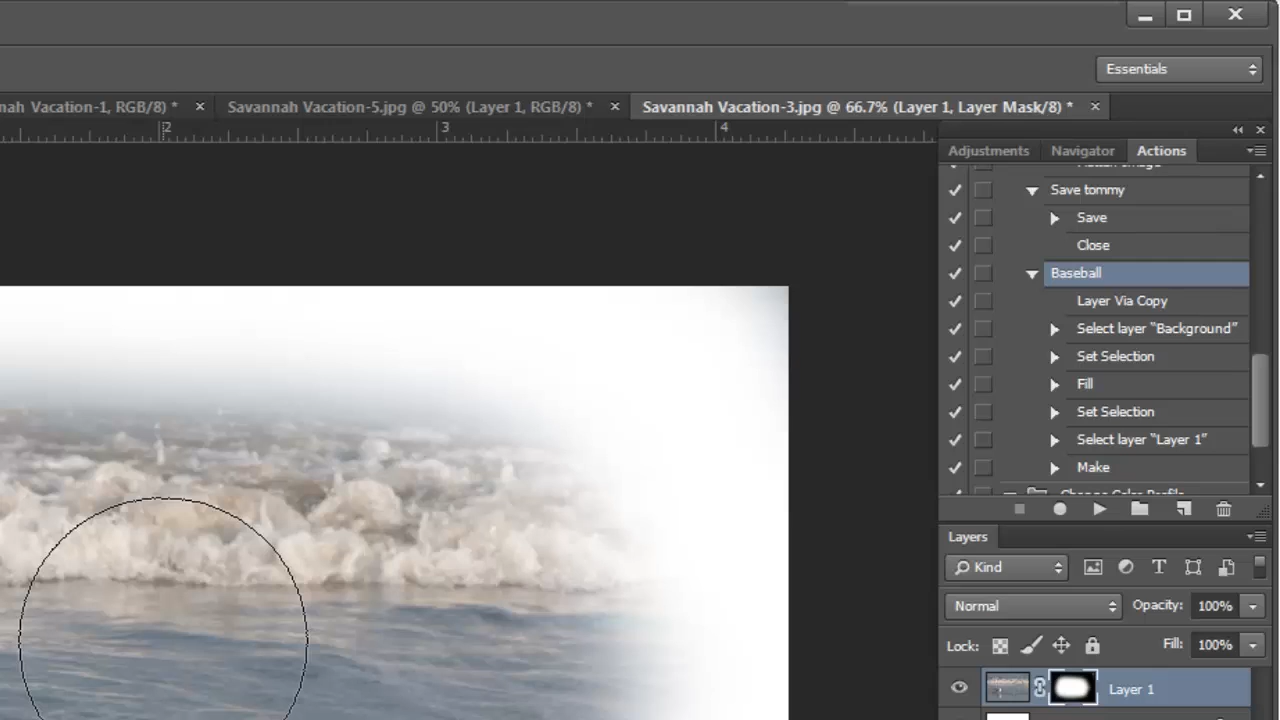 Essentials
nah Vacation-1, RGB/8) * Savannah Vacation-5.jpg @ 50% (Layer 1, RGB/8) * Savannah Vacation-3.jpg @ 66.7% (Layer 1, Layer Mask/8) *
2 3 4
Adjustments Navigator Actions
Save tommy
Save
Close
Baseball
Layer Via Copy
Select layer "Background"
Set Selection
Fill
Set Selection
Select layer "Layer 1"
Make
Change Color Profile
Layers
Kind
Normal Opacity: 100%
Lock: Fill: 100%
Layer 1